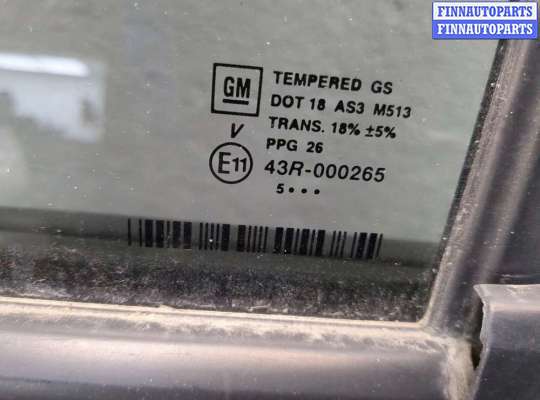 FINNAUTOPARTS
FINNAUTOPARTS
GM
TEMPERED GS
DOT 18 AS3 M513
TRANS. 18% ±5%
V
PPG 26
E11
43R-000265
5•••